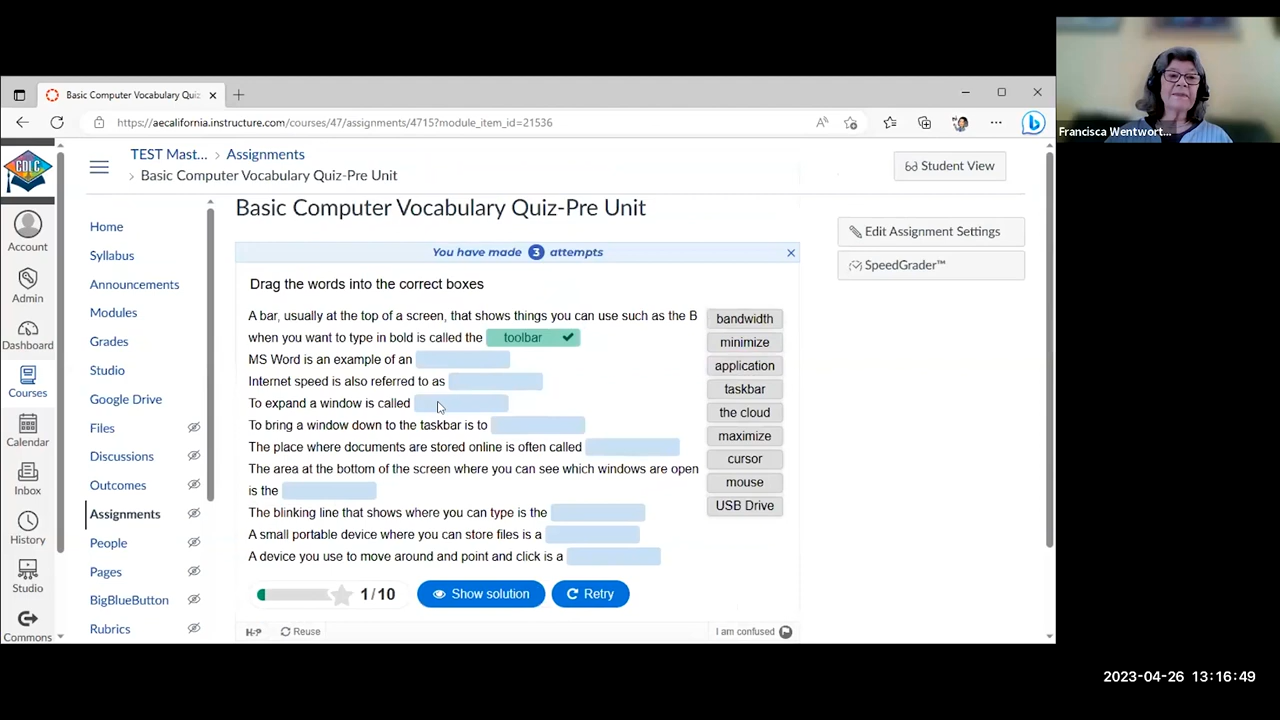 Basic Computer Vocabulary Quiz
https://aecalifornia.instructure.com/courses/47/assignments/4715?module_item_id=21536
CDLC
TEST Mast... > Assignments
> Basic Computer Vocabulary Quiz-Pre Unit
Student View
Account
Admin
Dashboard
Courses
Calendar
Inbox
History
Studio
Commons
Home
Syllabus
Announcements
Modules
Grades
Studio
Google Drive
Files
Discussions
Outcomes
Assignments
People
Pages
BigBlueButton
Rubrics
Basic Computer Vocabulary Quiz-Pre Unit
You have made 3 attempts
Drag the words into the correct boxes
A bar, usually at the top of a screen, that shows things you can use such as the B
when you want to type in bold is called the toolbar
MS Word is an example of an
Internet speed is also referred to as
To expand a window is called
To bring a window down to the taskbar is to
The place where documents are stored online is often called
The area at the bottom of the screen where you can see which windows are open
is the
The blinking line that shows where you can type is the
A small portable device where you can store files is a
A device you use to move around and point and click is a
bandwidth
minimize
application
taskbar
the cloud
maximize
cursor
mouse
USB Drive
1/10
Show solution
Retry
H-P
Reuse
I am confused
Edit Assignment Settings
SpeedGrader™
Francisca Wentwort...
2023-04-26 13:16:49